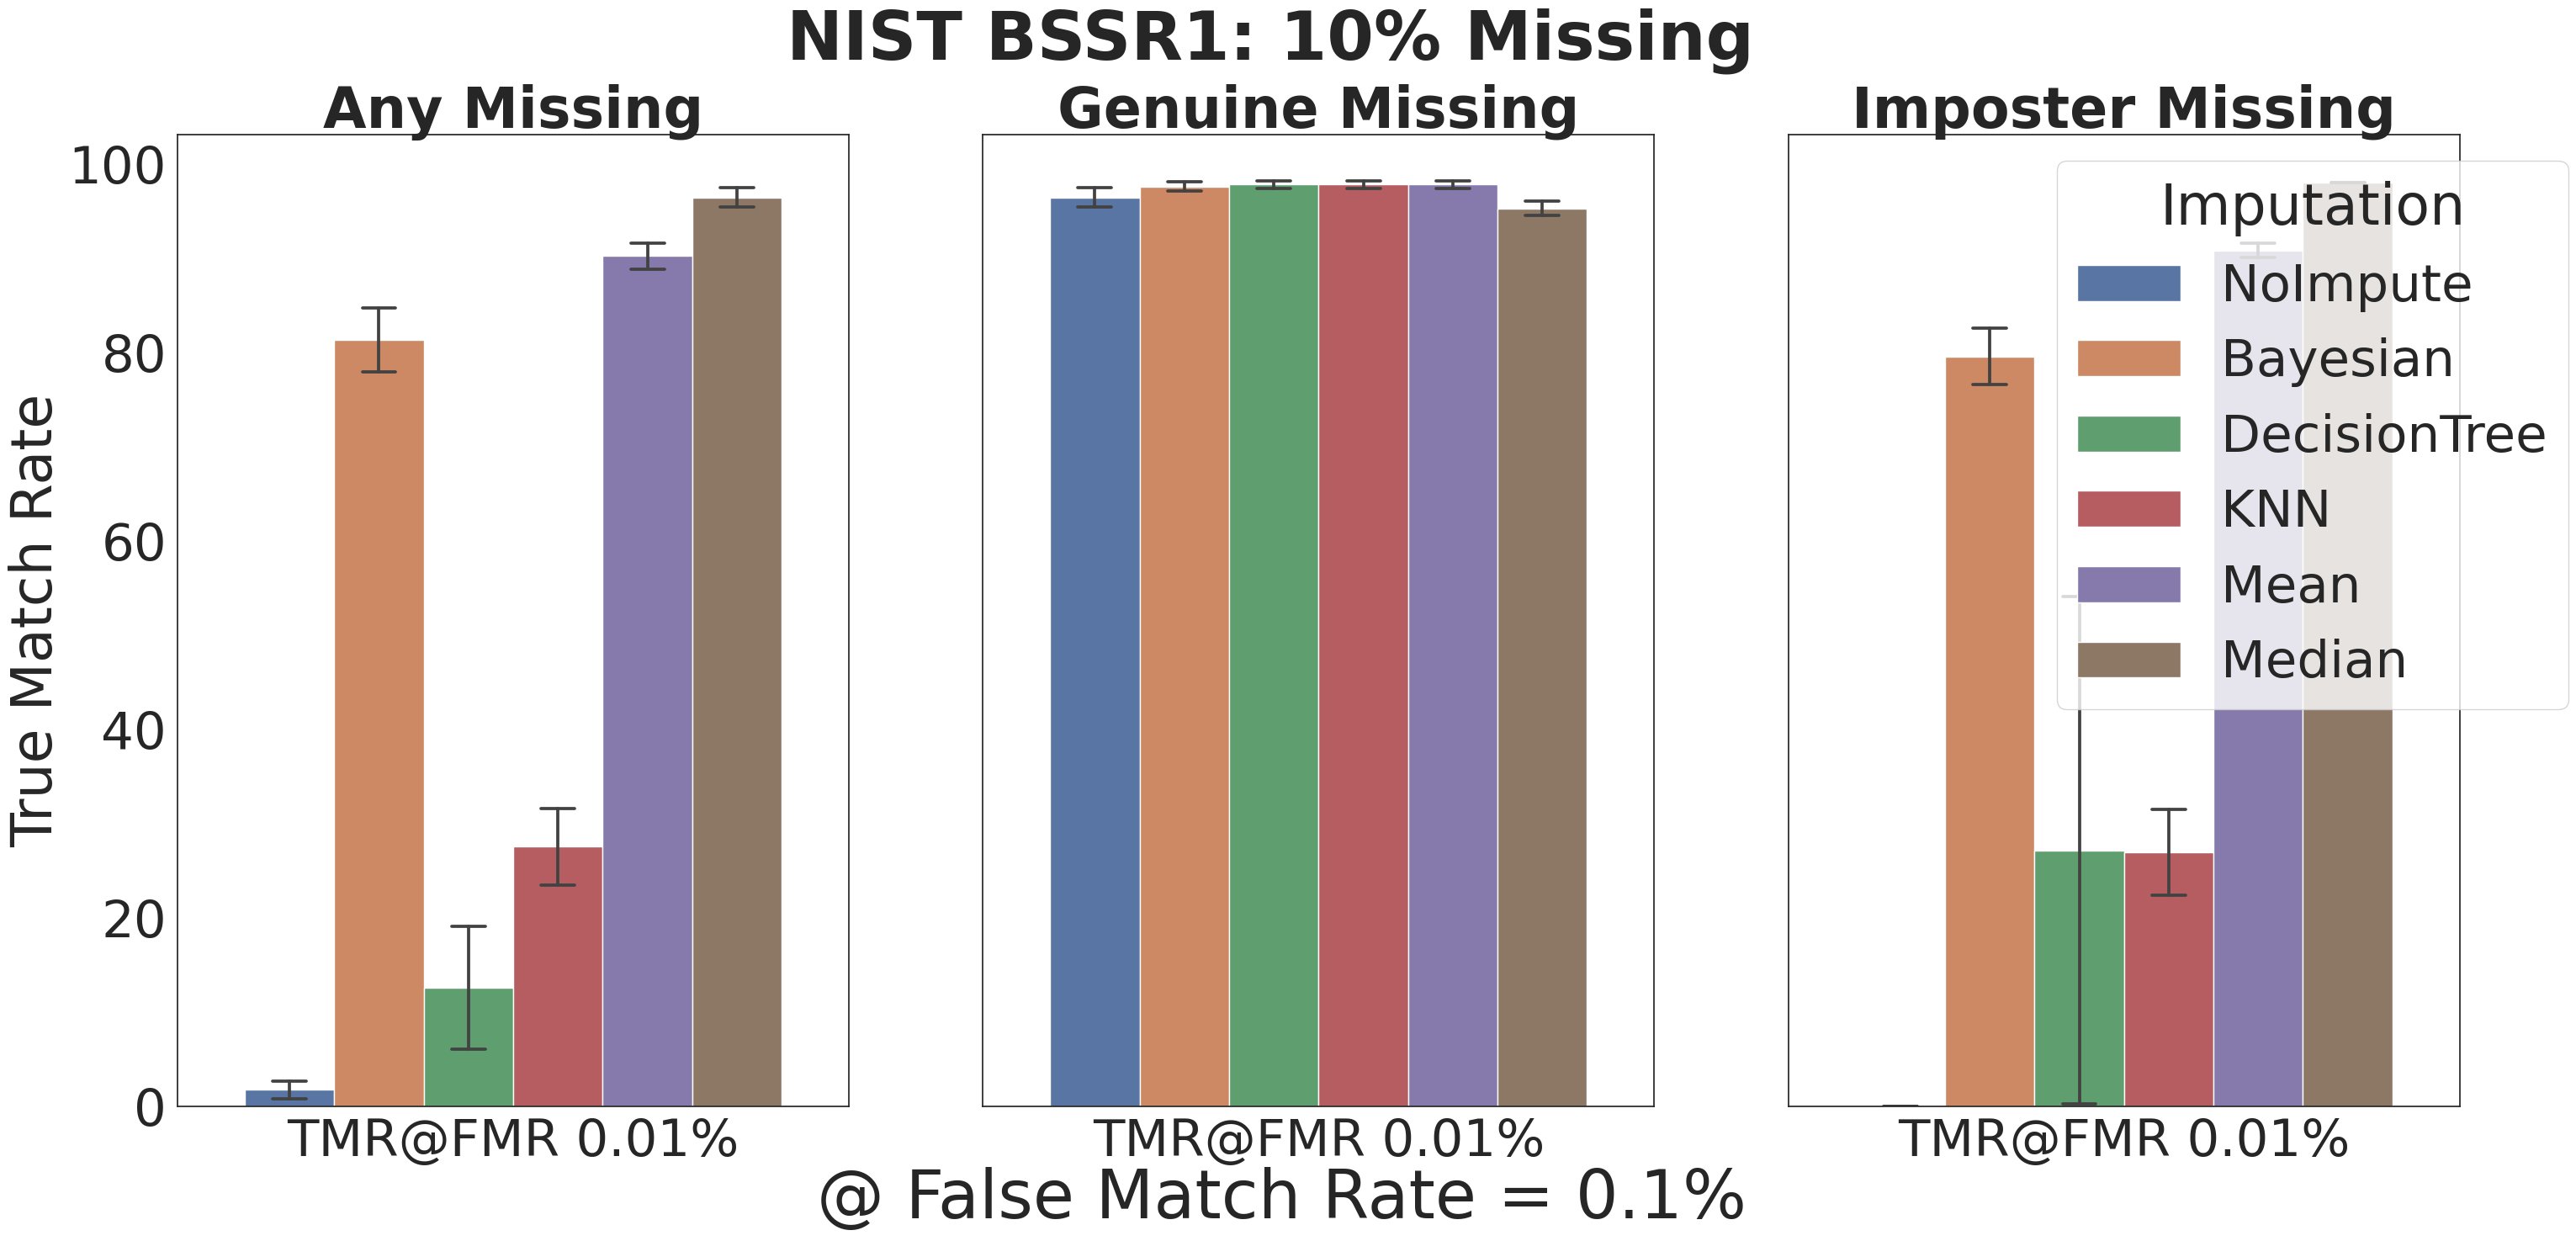 NIST BSSR1: 10% Missing
Any Missing
Genuine Missing
Imposter Missing
True Match Rate
100
80
60
40
20
0
Imputation
NoImpute
Bayesian
DecisionTree
KNN
Mean
Median
TMR@FMR 0.01%
TMR@FMR 0.01%
TMR@FMR 0.01%
@ False Match Rate = 0.1%